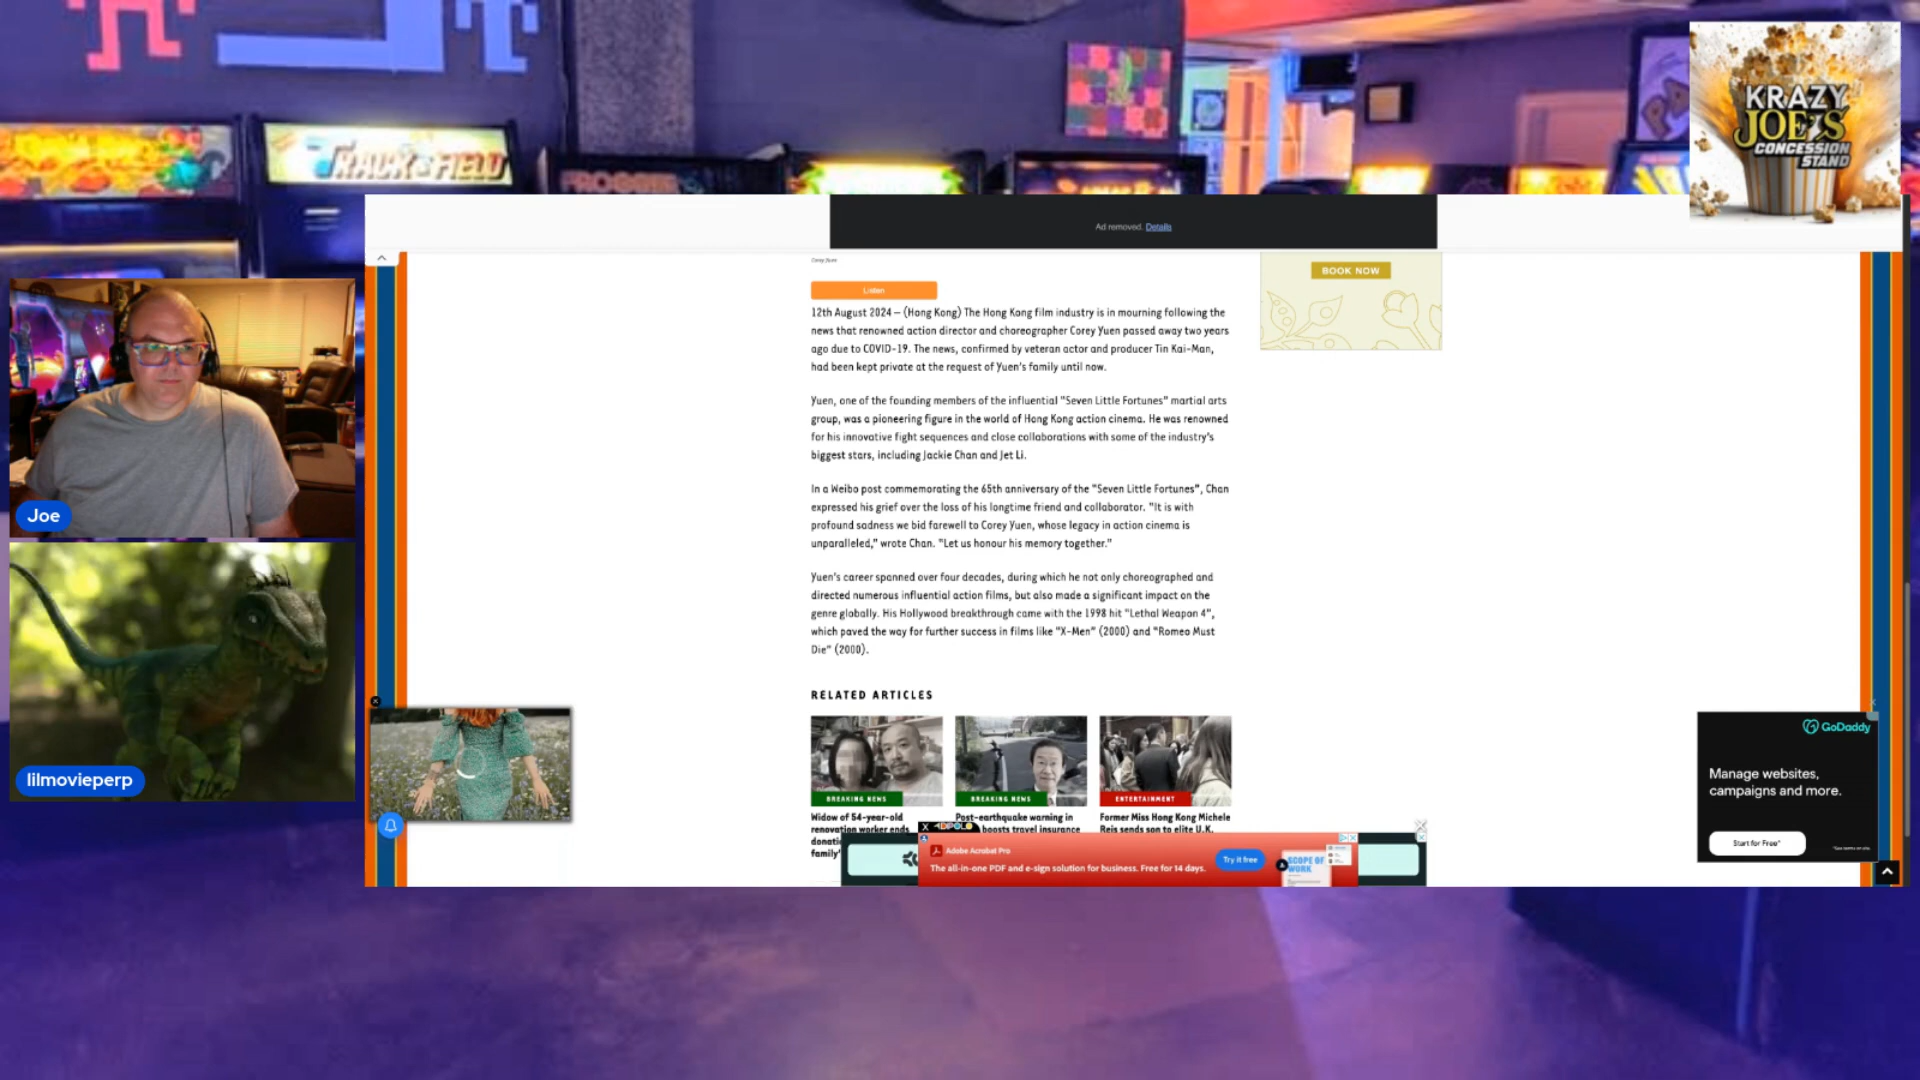 TRACK & FIELD
FROGGER
KRAZY
JOE'S
CONCESSION
STAND
Ad removed. Details
Corey Yuen
BOOK NOW
Listen
12th August 2024 – (Hong Kong) The Hong Kong film industry is in mourning following the
news that renowned action director and choreographer Corey Yuen passed away two years
ago due to COVID-19. The news, confirmed by veteran actor and producer Tin Kai-Man,
had been kept private at the request of Yuen's family until now.
Yuen, one of the founding members of the influential "Seven Little Fortunes" martial arts
group, was a pioneering figure in the world of Hong Kong action cinema. He was renowned
for his innovative fight sequences and close collaborations with some of the industry's
biggest stars, including Jackie Chan and Jet Li.
In a Weibo post commemorating the 65th anniversary of the "Seven Little Fortunes", Chan
expressed his grief over the loss of his longtime friend and collaborator. "It is with
profound sadness we bid farewell to Corey Yuen, whose legacy in action cinema is
unparalleled," wrote Chan. "Let us honour his memory together."
Yuen's career spanned over four decades, during which he not only choreographed and
directed numerous influential action films, but also made a significant impact on the
genre globally. His Hollywood breakthrough came with the 1998 hit "Lethal Weapon 4",
which paved the way for further success in films like "X-Men" (2000) and "Romeo Must
Die" (2000).
RELATED ARTICLES
BREAKING NEWS
BREAKING NEWS
ENTERTAINMENT
Widow of 54-year-old
renovation worker ends
donati
family'
Post-earthquake warning in
boosts travel insurance
Former Miss Hong Kong Michele
Reis sends son to elite U.K.
Adobe Acrobat Pro
The all-in-one PDF and e-sign solution for business. Free for 14 days.
Try it free
SCOPE OF
WORK
GoDaddy
Manage websites,
campaigns and more.
Start for Free*
Joe
lilmovieperp